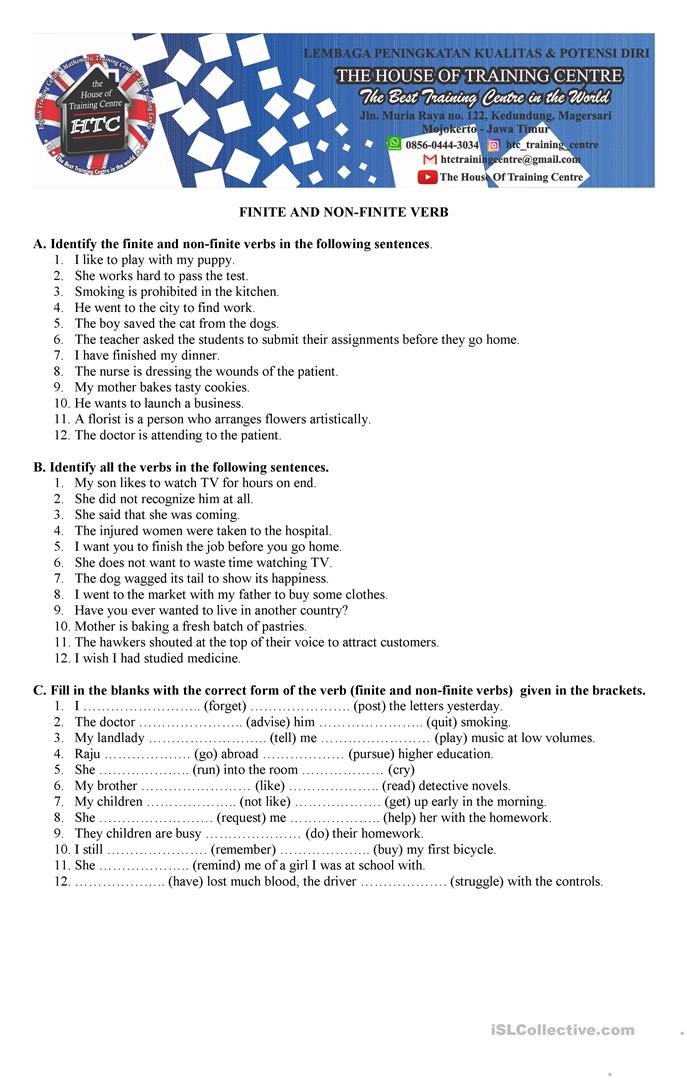 LEMBAGA PENINGKATAN KUALITAS & POTENSI DIRI
THE HOUSE OF TRAINING CENTRE
The Best Training Centre in the World
Jln. Muria Raya no. 122, Kedundung, Magersari
Mojokerto - Jawa Timur
0856-0444-3034 htc_training_centre
htctrainingcentre@gmail.com
The House Of Training Centre
the
House of
Training Centre
HTC
The Best Training Centre in the world
FINITE AND NON-FINITE VERB
A. Identify the finite and non-finite verbs in the following sentences.
1. I like to play with my puppy.
2. She works hard to pass the test.
3. Smoking is prohibited in the kitchen.
4. He went to the city to find work.
5. The boy saved the cat from the dogs.
6. The teacher asked the students to submit their assignments before they go home.
7. I have finished my dinner.
8. The nurse is dressing the wounds of the patient.
9. My mother bakes tasty cookies.
10. He wants to launch a business.
11. A florist is a person who arranges flowers artistically.
12. The doctor is attending to the patient.
B. Identify all the verbs in the following sentences.
1. My son likes to watch TV for hours on end.
2. She did not recognize him at all.
3. She said that she was coming.
4. The injured women were taken to the hospital.
5. I want you to finish the job before you go home.
6. She does not want to waste time watching TV.
7. The dog wagged its tail to show its happiness.
8. I went to the market with my father to buy some clothes.
9. Have you ever wanted to live in another country?
10. Mother is baking a fresh batch of pastries.
11. The hawkers shouted at the top of their voice to attract customers.
12. I wish I had studied medicine.
C. Fill in the blanks with the correct form of the verb (finite and non-finite verbs) given in the brackets.
1. I …………………….. (forget) …………………. (post) the letters yesterday.
2. The doctor ………………….. (advise) him ………………….. (quit) smoking.
3. My landlady …………………….. (tell) me …………………… (play) music at low volumes.
4. Raju ………………. (go) abroad ……………… (pursue) higher education.
5. She ……………….. (run) into the room ……………… (cry)
6. My brother …………………… (like) ……………….. (read) detective novels.
7. My children ……………….. (not like) ………………. (get) up early in the morning.
8. She ……………………. (request) me ……………….. (help) her with the homework.
9. They children are busy ………………… (do) their homework.
10. I still …………………. (remember) ……………….. (buy) my first bicycle.
11. She ……………….. (remind) me of a girl I was at school with.
12. ……………….. (have) lost much blood, the driver ………………. (struggle) with the controls.
iSLCollective.com